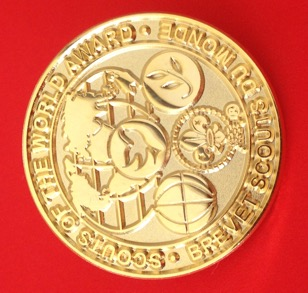 SCOUTS OF THE WORLD AWARD
BREVET SCOUTS DU MONDE